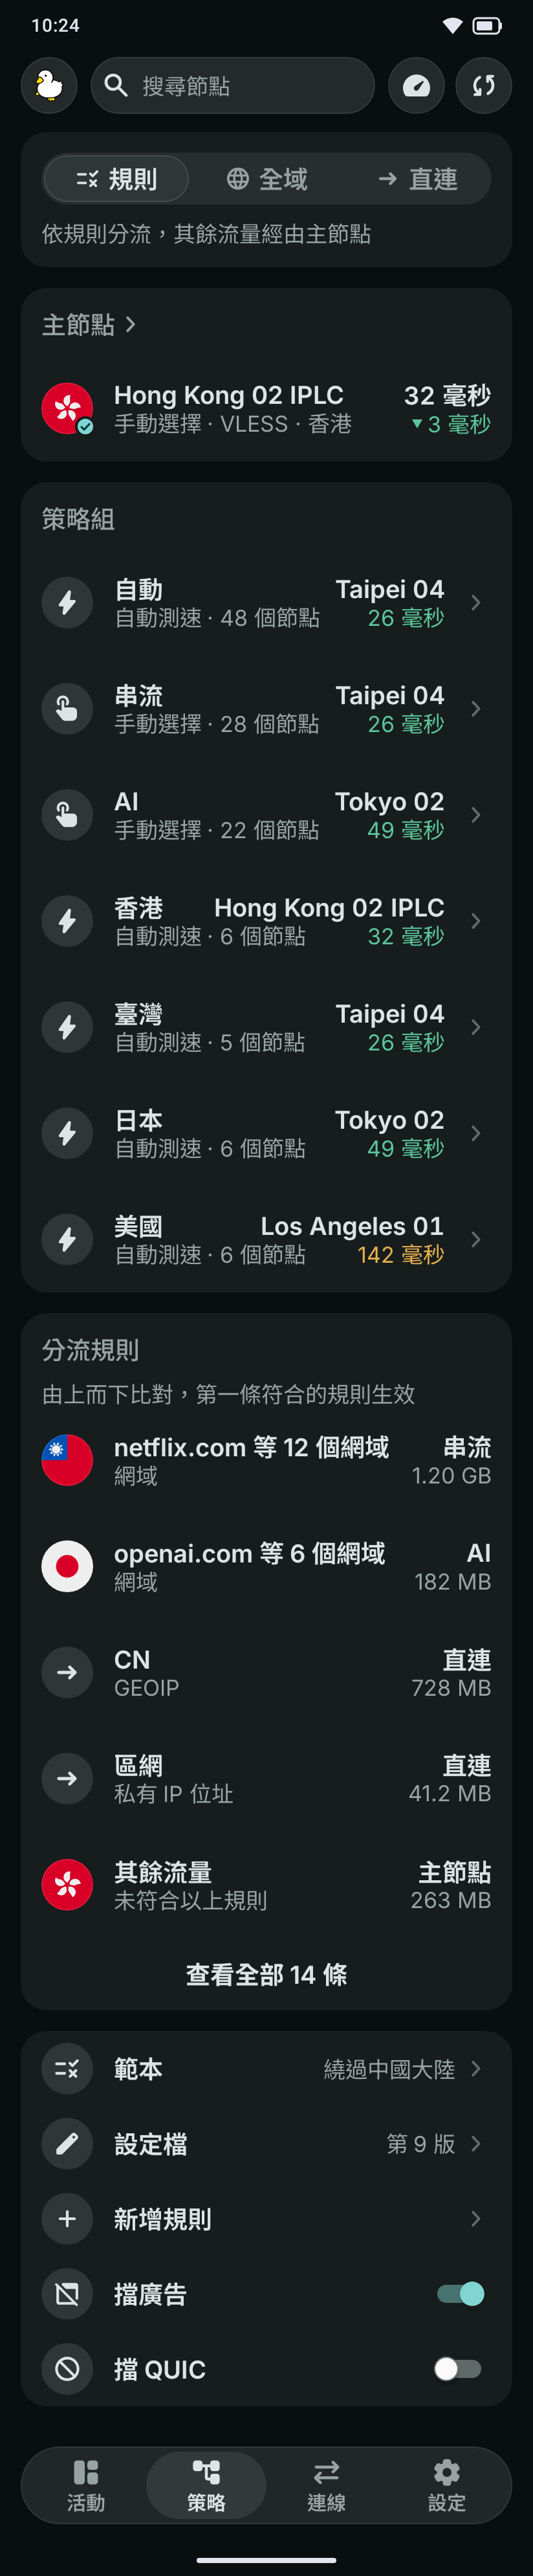 10:24
搜尋節點
規則
全域
直連
依規則分流，其餘流量經由主節點
主節點
Hong Kong 02 IPLC
32 毫秒
手動選擇 · VLESS · 香港
▼3 毫秒
策略組
自動
Taipei 04
自動測速 · 48 個節點
26 毫秒
串流
Taipei 04
手動選擇 · 28 個節點
26 毫秒
AI
Tokyo 02
手動選擇 · 22 個節點
49 毫秒
香港
Hong Kong 02 IPLC
自動測速 · 6 個節點
32 毫秒
臺灣
Taipei 04
自動測速 · 5 個節點
26 毫秒
日本
Tokyo 02
自動測速 · 6 個節點
49 毫秒
美國
Los Angeles 01
自動測速 · 6 個節點
142 毫秒
分流規則
由上而下比對，第一條符合的規則生效
netflix.com 等 12 個網域
串流
網域
1.20 GB
openai.com 等 6 個網域
AI
網域
182 MB
CN
直連
GEOIP
728 MB
區網
直連
私有 IP 位址
41.2 MB
其餘流量
主節點
未符合以上規則
263 MB
查看全部 14 條
範本
繞過中國大陸
設定檔
第 9 版
新增規則
擋廣告
擋 QUIC
活動
策略
連線
設定